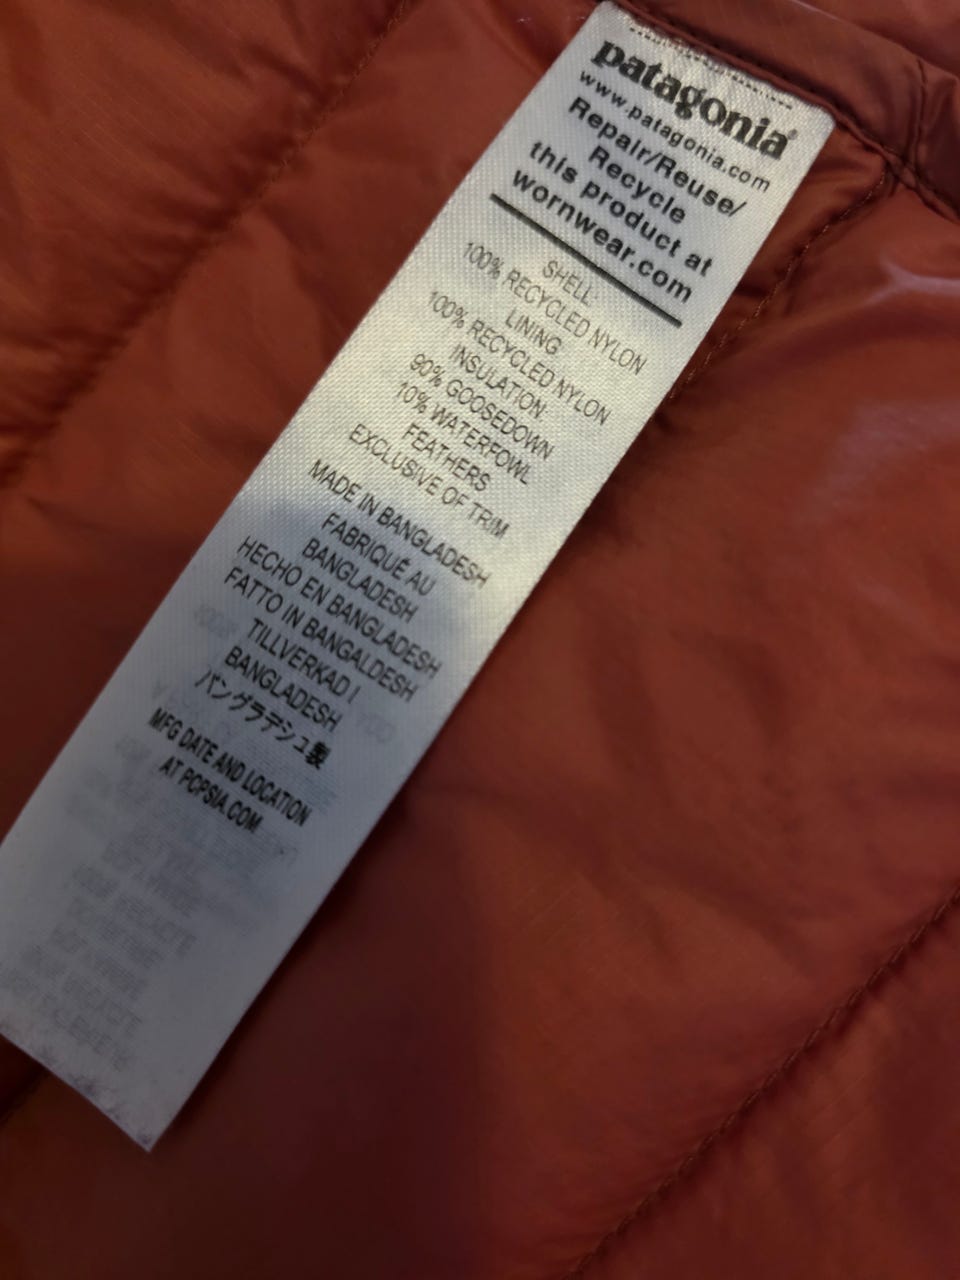 patagonia®
www.patagonia.com
Repair/Reuse/
Recycle
this product at
wornwear.com
SHELL:
100% RECYCLED NYLON
LINING
100% RECYCLED NYLON
INSULATION:
90% GOOSEDOWN
10% WATERFOWL
FEATHERS
EXCLUSIVE OF TRIM
MADE IN BANGLADESH
FABRIQUÉ AU
BANGLADESH
HECHO EN BANGLADESH
FATTO IN BANGALDESH
TILLVERKAD I
BANGLADESH
バングラデシュ製
MFG DATE AND LOCATION
AT PCPSIA.COM